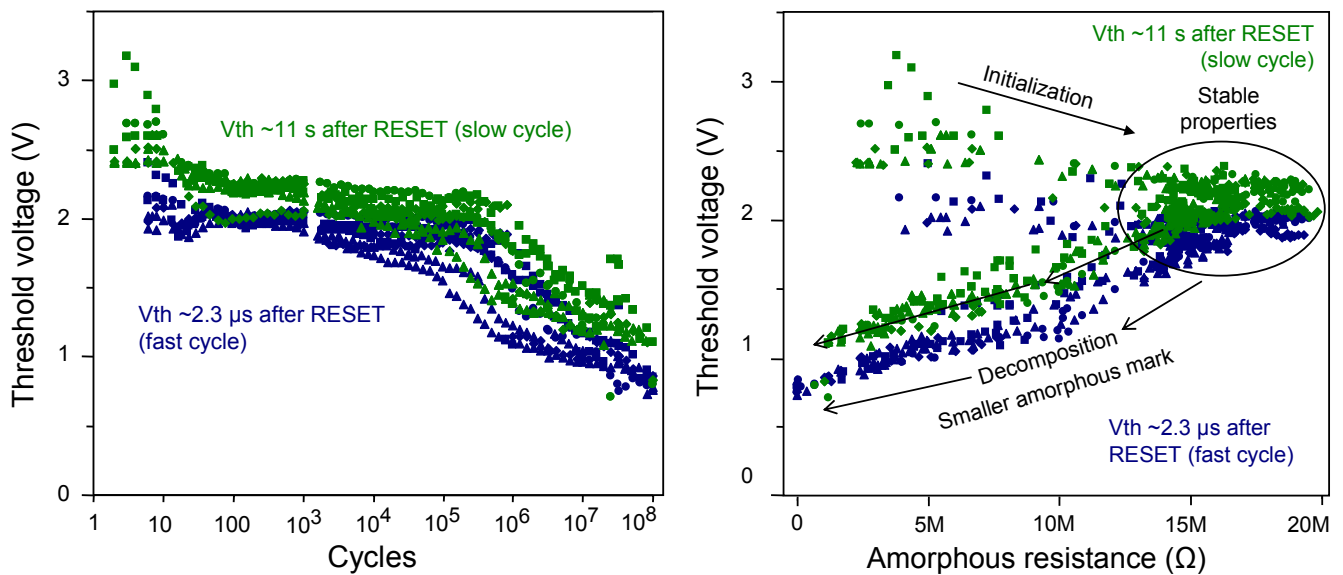 Threshold voltage (V)
3
2
1
0
Vth ~11 s after RESET (slow cycle)
Vth ~2.3 µs after RESET
(fast cycle)
1
10
100
10³
10⁴
10⁵
10⁶
10⁷
10⁸
Cycles
Threshold voltage (V)
3
2
1
0
Vth ~11 s after RESET
(slow cycle)
Initialization
Stable
properties
Decomposition
Smaller amorphous mark
Vth ~2.3 µs after
RESET (fast cycle)
0
5M
10M
15M
20M
Amorphous resistance (Ω)